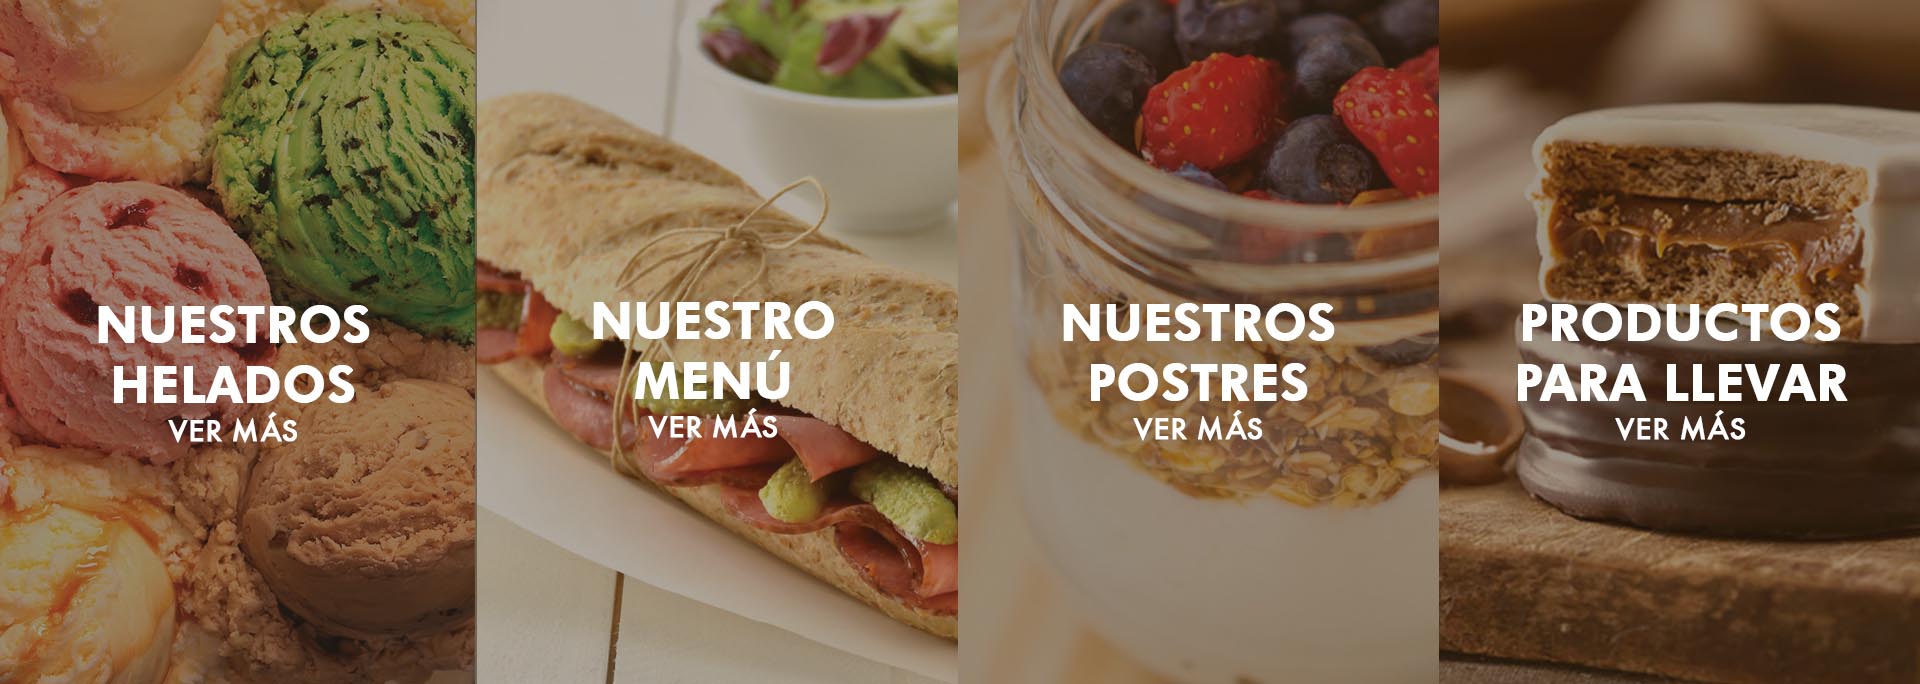 NUESTROS
HELADOS
VER MÁS
NUESTRO
MENÚ
VER MÁS
NUESTROS
POSTRES
VER MÁS
PRODUCTOS
PARA LLEVAR
VER MÁS